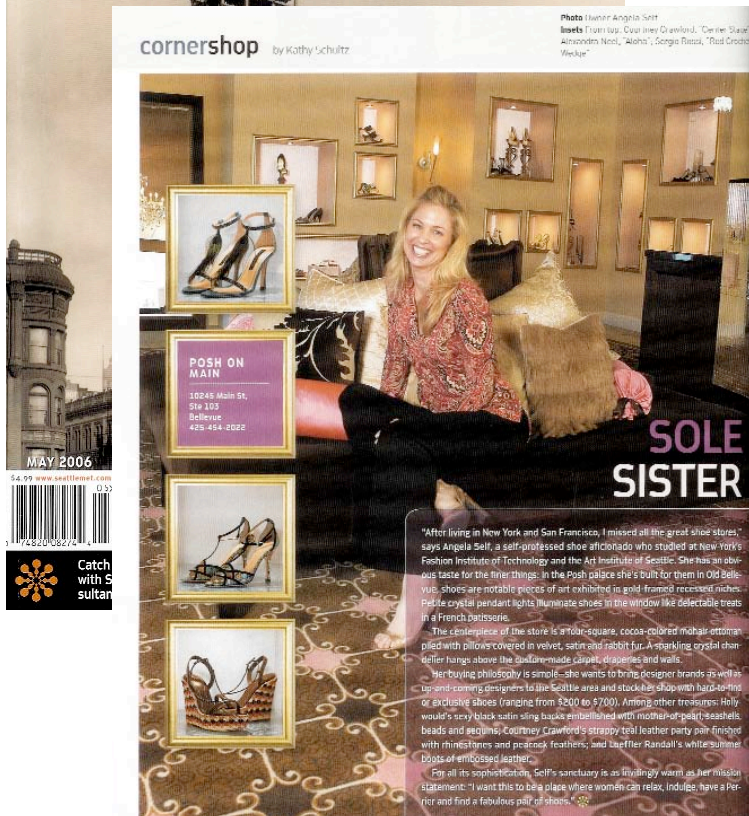 cornershop by Kathy Schultz
Photo Owner Angela Self
Insets From top, Courtney Crawford, "Center Stage"
Alexandra Neel, "Aloha"; Sergio Rossi, "Red Croche
Wedge"
POSH ON
MAIN
10245 Main St,
Ste 103
Bellevue
425-454-2022
MAY 2006
$4.99 www.seattlemet.com
74820 08274 4
Catch
with S
sultan
SOLE
SISTER
"After living in New York and San Francisco, I missed all the great shoe stores,"
says Angela Self, a self-professed shoe aficionado who studied at New York's
Fashion Institute of Technology and the Art Institute of Seattle. She has an obvi-
ous taste for the finer things: In the Posh palace she's built for them in Old Belle-
vue, shoes are notable pieces of art exhibited in gold-framed recessed niches.
Petite crystal pendant lights illuminate shoes in the window like delectable treats
in a French patisserie.
The centerpiece of the store is a four-square, cocoa-colored mohair ottoman
piled with pillows covered in velvet, satin and rabbit fur. A sparkling crystal chan-
delier hangs above the custom-made carpet, draperies and walls.
Her buying philosophy is simple—she wants to bring designer brands as well as
up-and-coming designers to the Seattle area and stock her shop with hard-to-find
or exclusive shoes (ranging from $200 to $700). Among other treasures: Holly-
would's sexy black satin sling backs embellished with mother-of-pearl, seashells,
beads and sequins; Courtney Crawford's strappy teal leather party pair finished
with rhinestones and peacock feathers; and Loeffler Randall's white summer
boots of embossed leather.
For all its sophistication, Self's sanctuary is as invitingly warm as her mission
statement: "I want this to be a place where women can relax, indulge, have a Per-
rier and find a fabulous pair of shoes."